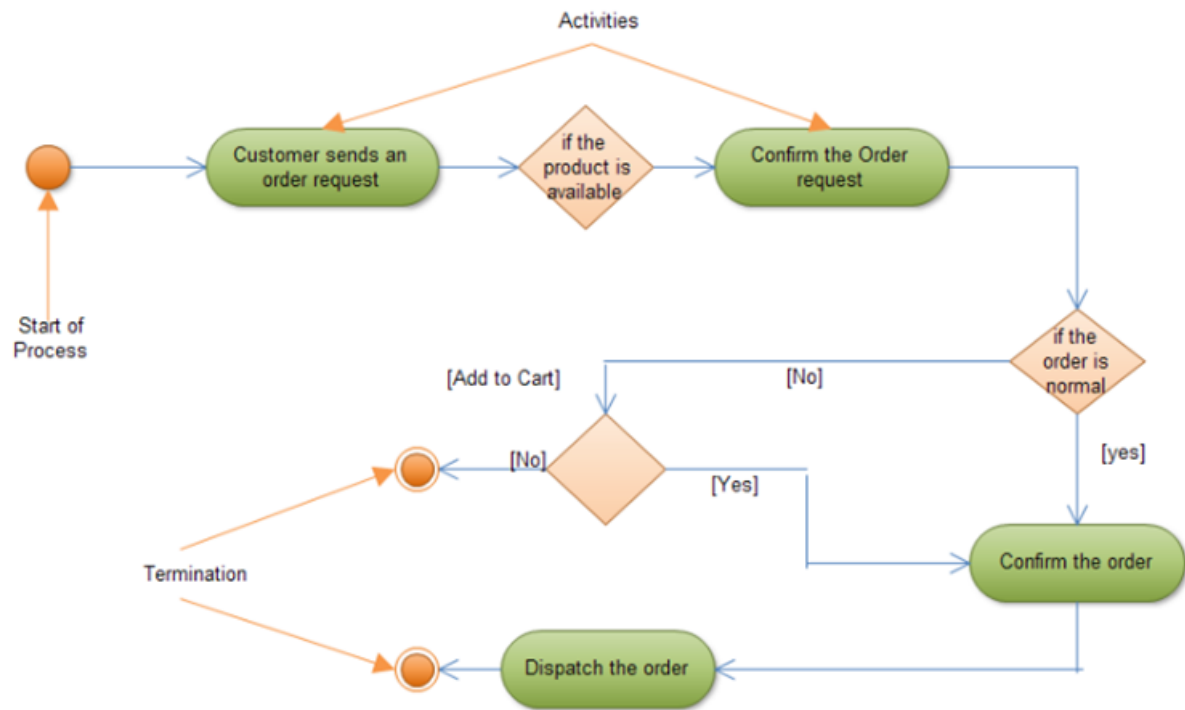 Activities
Customer sends an
order request
if the
product is
available
Confirm the Order
request
Start of
Process
if the
order is
normal
[Add to Cart]
[No]
[No]
[Yes]
[yes]
Termination
Confirm the order
Dispatch the order